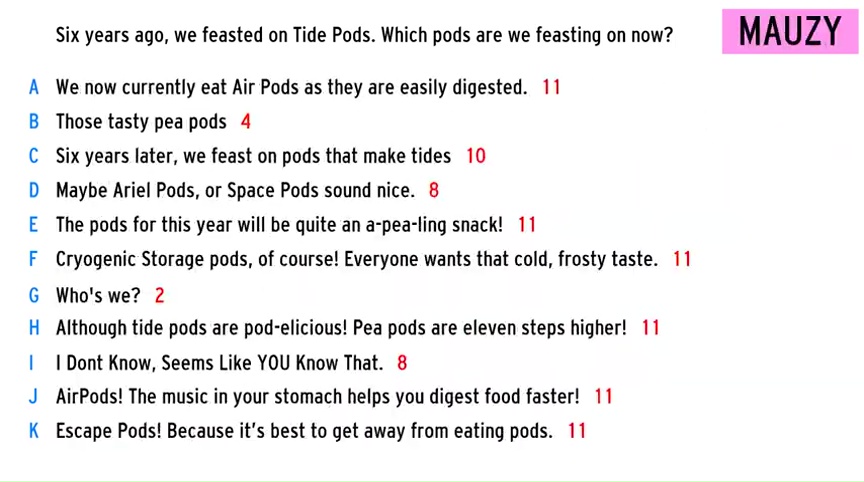 Six years ago, we feasted on Tide Pods. Which pods are we feasting on now?
MAUZY
A We now currently eat Air Pods as they are easily digested. 11
B Those tasty pea pods 4
C Six years later, we feast on pods that make tides 10
D Maybe Ariel Pods, or Space Pods sound nice. 8
E The pods for this year will be quite an a-pea-ling snack! 11
F Cryogenic Storage pods, of course! Everyone wants that cold, frosty taste. 11
G Who's we? 2
H Although tide pods are pod-elicious! Pea pods are eleven steps higher! 11
I I Dont Know, Seems Like YOU Know That. 8
J AirPods! The music in your stomach helps you digest food faster! 11
K Escape Pods! Because it's best to get away from eating pods. 11